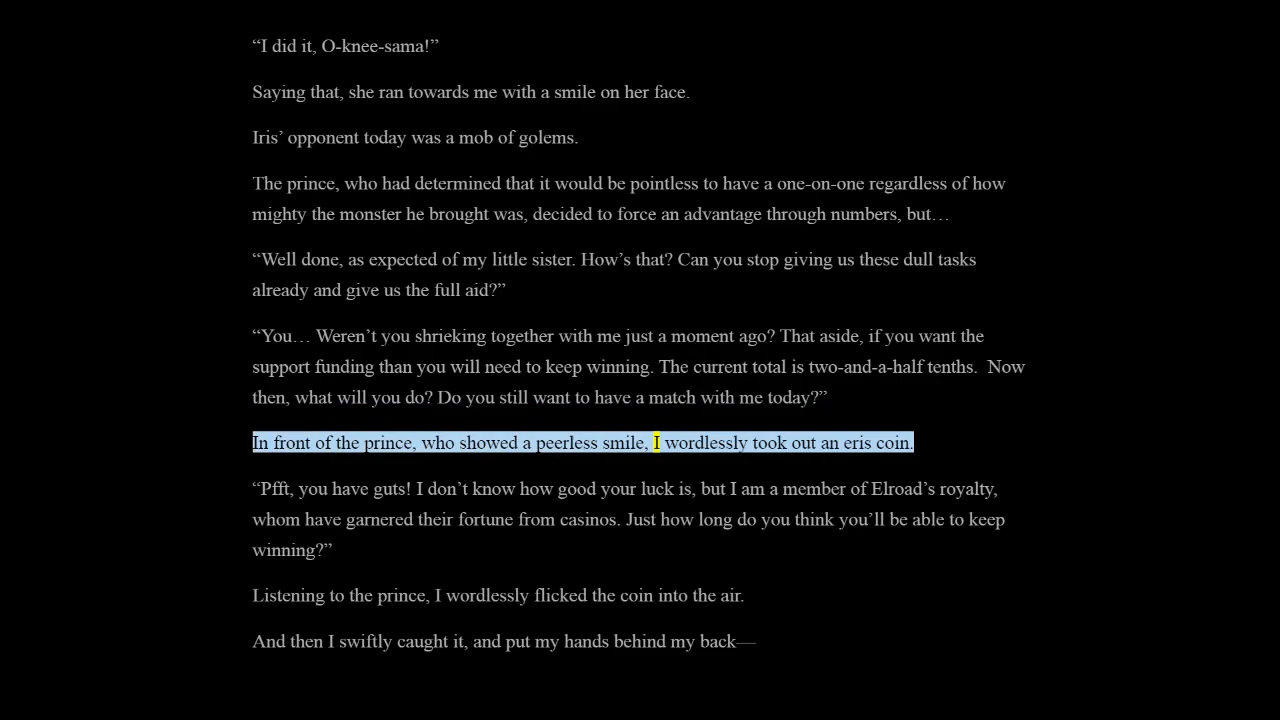 “I did it, O-knee-sama!”
Saying that, she ran towards me with a smile on her face.
Iris’ opponent today was a mob of golems.
The prince, who had determined that it would be pointless to have a one-on-one regardless of how
mighty the monster he brought was, decided to force an advantage through numbers, but…
“Well done, as expected of my little sister. How’s that? Can you stop giving us these dull tasks
already and give us the full aid?”
“You… Weren’t you shrieking together with me just a moment ago? That aside, if you want the
support funding than you will need to keep winning. The current total is two-and-a-half tenths.  Now
then, what will you do? Do you still want to have a match with me today?”
In front of the prince, who showed a peerless smile, I wordlessly took out an eris coin.
“Pfft, you have guts! I don’t know how good your luck is, but I am a member of Elroad’s royalty,
whom have garnered their fortune from casinos. Just how long do you think you’ll be able to keep
winning?”
Listening to the prince, I wordlessly flicked the coin into the air.
And then I swiftly caught it, and put my hands behind my back—